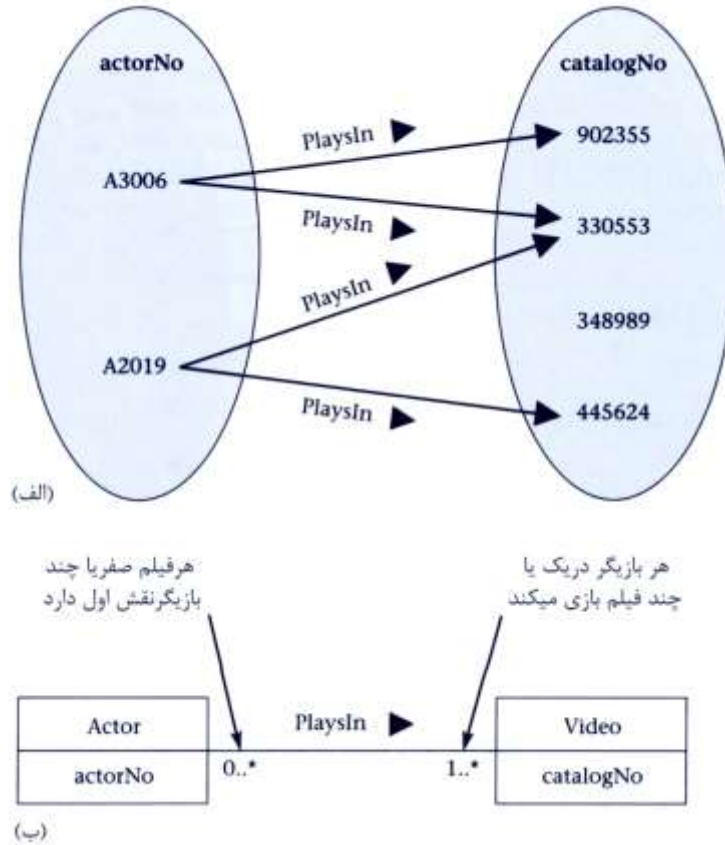 actorNo
catalogNo
PlaysIn
902355
A3006
PlaysIn
330553
PlaysIn
348989
A2019
PlaysIn
445624
(الف)
هرفیلم صفریا چند
بازیگرنقش اول دارد
هر بازیگر دریک یا
چند فیلم بازی میکند
Actor
PlaysIn
Video
actorNo
0..*
1..*
catalogNo
(ب)